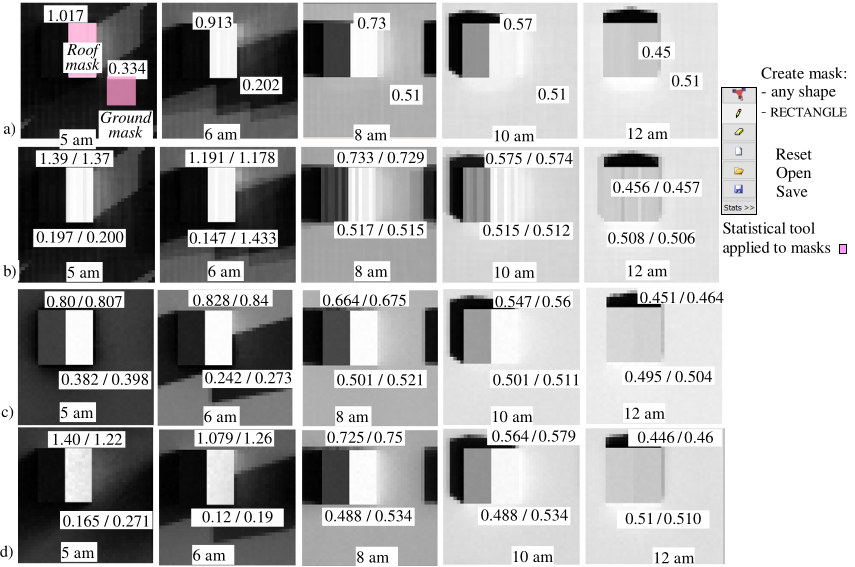 1.017
0.913
0.73
0.57
Roof
mask
0.334
0.45
0.202
0.51
0.51
0.51
Ground
mask
a)
5 am
6 am
8 am
10 am
12 am
Create mask:
- any shape
- RECTANGLE
Reset
Open
Save
Stats >>
Statistical tool
applied to masks
1.39 / 1.37
1.191 / 1.178
0.733 / 0.729
0.575 / 0.574
0.456 / 0.457
0.197 / 0.200
0.147 / 1.433
0.517 / 0.515
0.515 / 0.512
0.508 / 0.506
b)
5 am
6 am
8 am
10 am
12 am
0.80 / 0.807
0.828 / 0.84
0.664 / 0.675
0.547 / 0.56
0.451 / 0.464
0.382 / 0.398
0.242 / 0.273
0.501 / 0.521
0.501 / 0.511
0.495 / 0.504
c)
5 am
6 am
8 am
10 am
12 am
1.40 / 1.22
1.079 / 1.26
0.725 / 0.75
0.564 / 0.579
0.446 / 0.46
0.165 / 0.271
0.12 / 0.19
0.488 / 0.534
0.488 / 0.534
0.51 / 0.510
d)
5 am
6 am
8 am
10 am
12 am